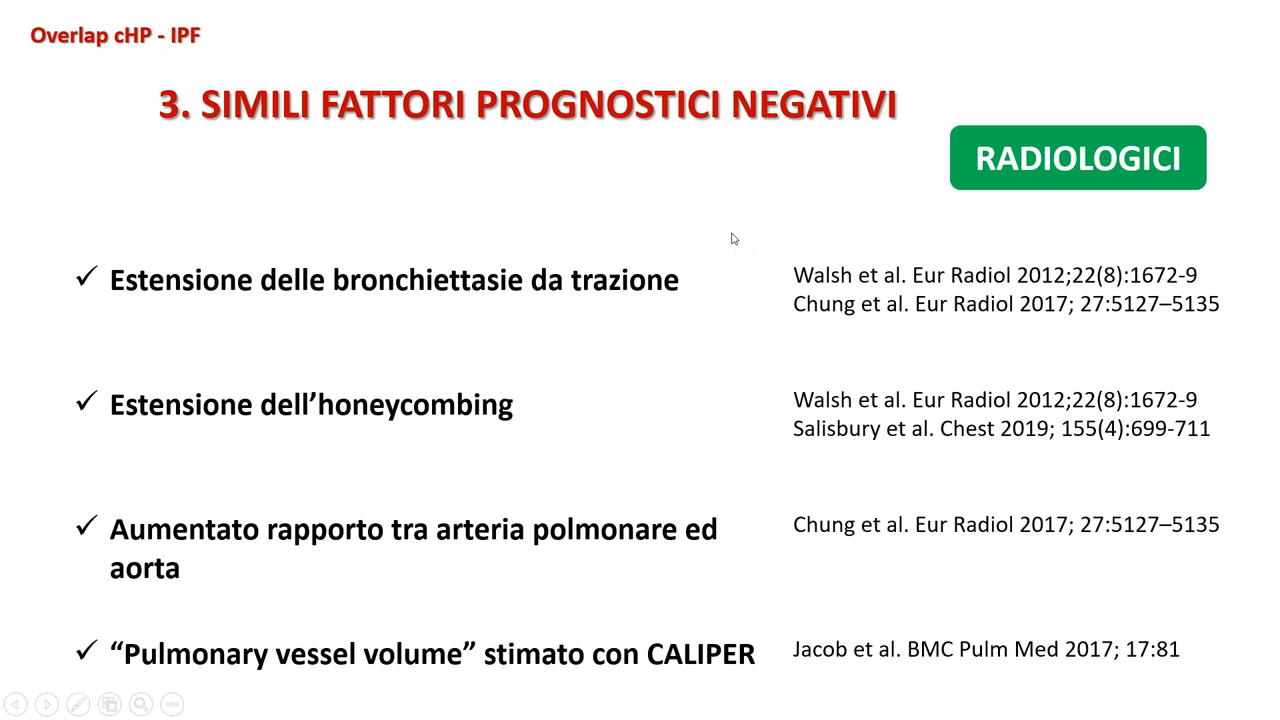 Overlap cHP - IPF
3. SIMILI FATTORI PROGNOSTICI NEGATIVI
RADIOLOGICI
✓ Estensione delle bronchiettasie da trazione
Walsh et al. Eur Radiol 2012;22(8):1672-9
Chung et al. Eur Radiol 2017; 27:5127–5135
✓ Estensione dell’honeycombing
Walsh et al. Eur Radiol 2012;22(8):1672-9
Salisbury et al. Chest 2019; 155(4):699-711
✓ Aumentato rapporto tra arteria polmonare ed
aorta
Chung et al. Eur Radiol 2017; 27:5127–5135
✓ “Pulmonary vessel volume” stimato con CALIPER
Jacob et al. BMC Pulm Med 2017; 17:81